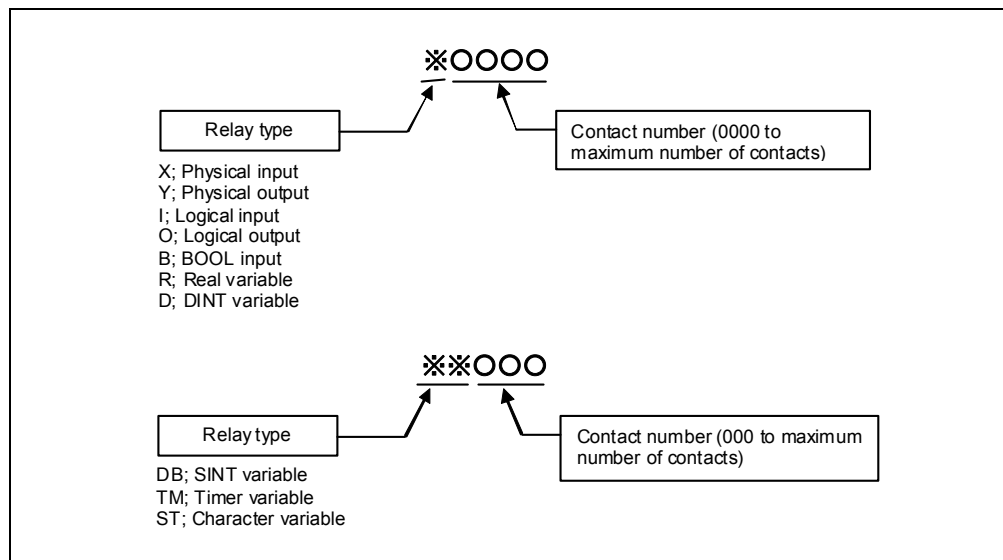 ※○○○○
Relay type
Contact number (0000 to
maximum number of contacts)
X; Physical input
Y; Physical output
I; Logical input
O; Logical output
B; BOOL input
R; Real variable
D; DINT variable
※※○○○
Relay type
Contact number (000 to maximum
number of contacts)
DB; SINT variable
TM; Timer variable
ST; Character variable